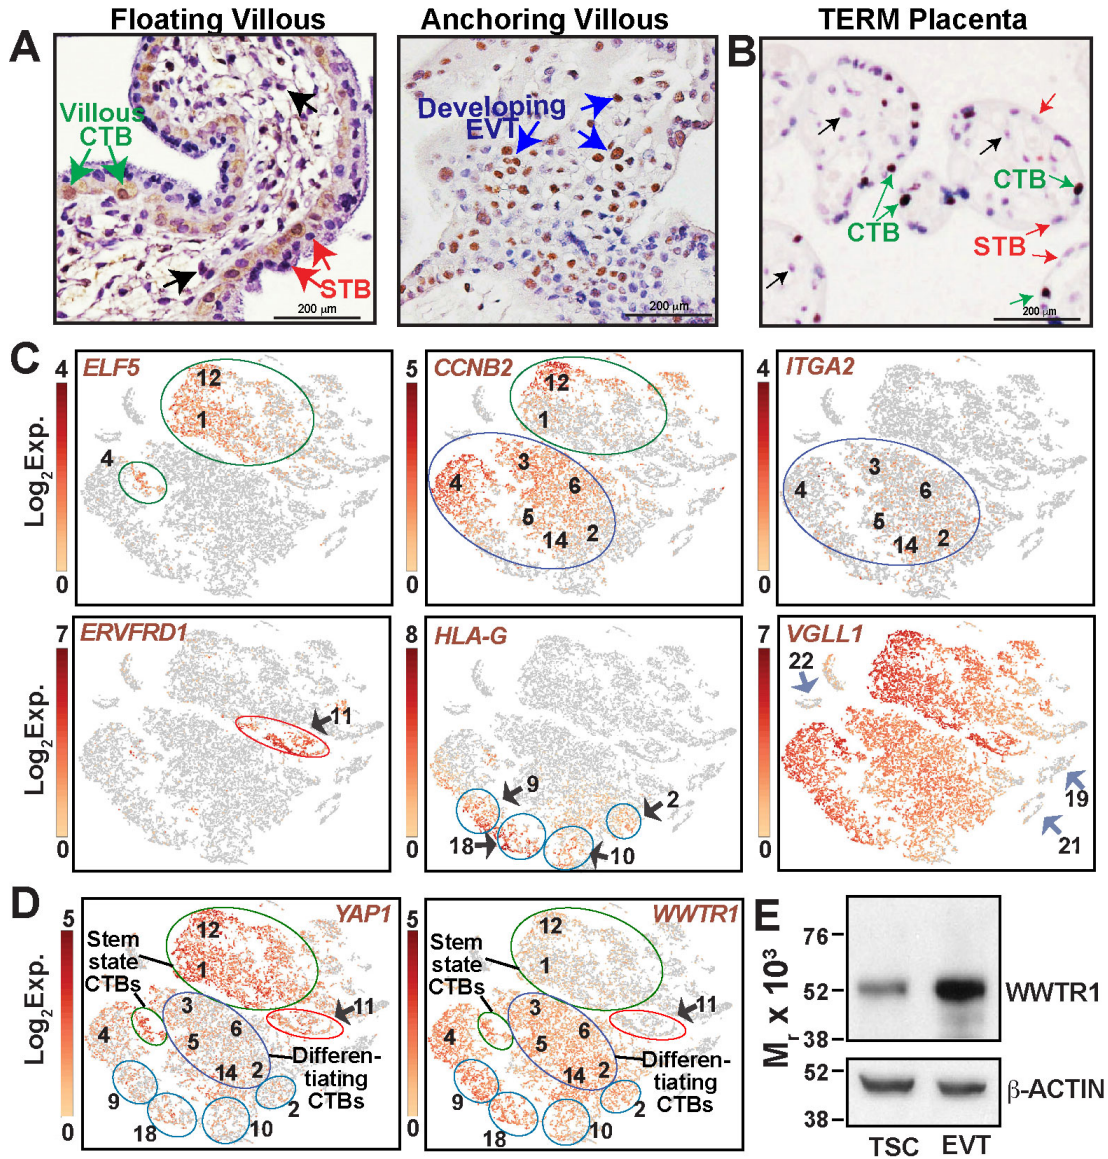 Floating Villous
Anchoring Villous
TERM Placenta
A
Villous
CTB
STB
200 µm
Developing
EVT
200 µm
B
CTB
CTB
STB
200 µm
C
Log2Exp.
4
0
ELF5
12
1
4
5
0
CCNB2
12
1
3
4
6
5
14
2
4
0
ITGA2
3
4
6
5
14
2
Log2Exp.
7
0
ERVFRD1
11
8
0
HLA-G
9
2
18
10
7
0
VGLL1
22
19
21
D
Log2Exp.
5
0
YAP1
12
Stem
state
CTBs
1
11
3
6
4
5
14
2
Differen-
tiating
CTBs
9
2
18
10
5
0
WWTR1
12
Stem
state
CTBs
1
11
3
6
4
5
14
2
Differen-
tiating
CTBs
9
2
18
10
E
Mr x 10³
76
52
38
WWTR1
52
38
β-ACTIN
TSC
EVT